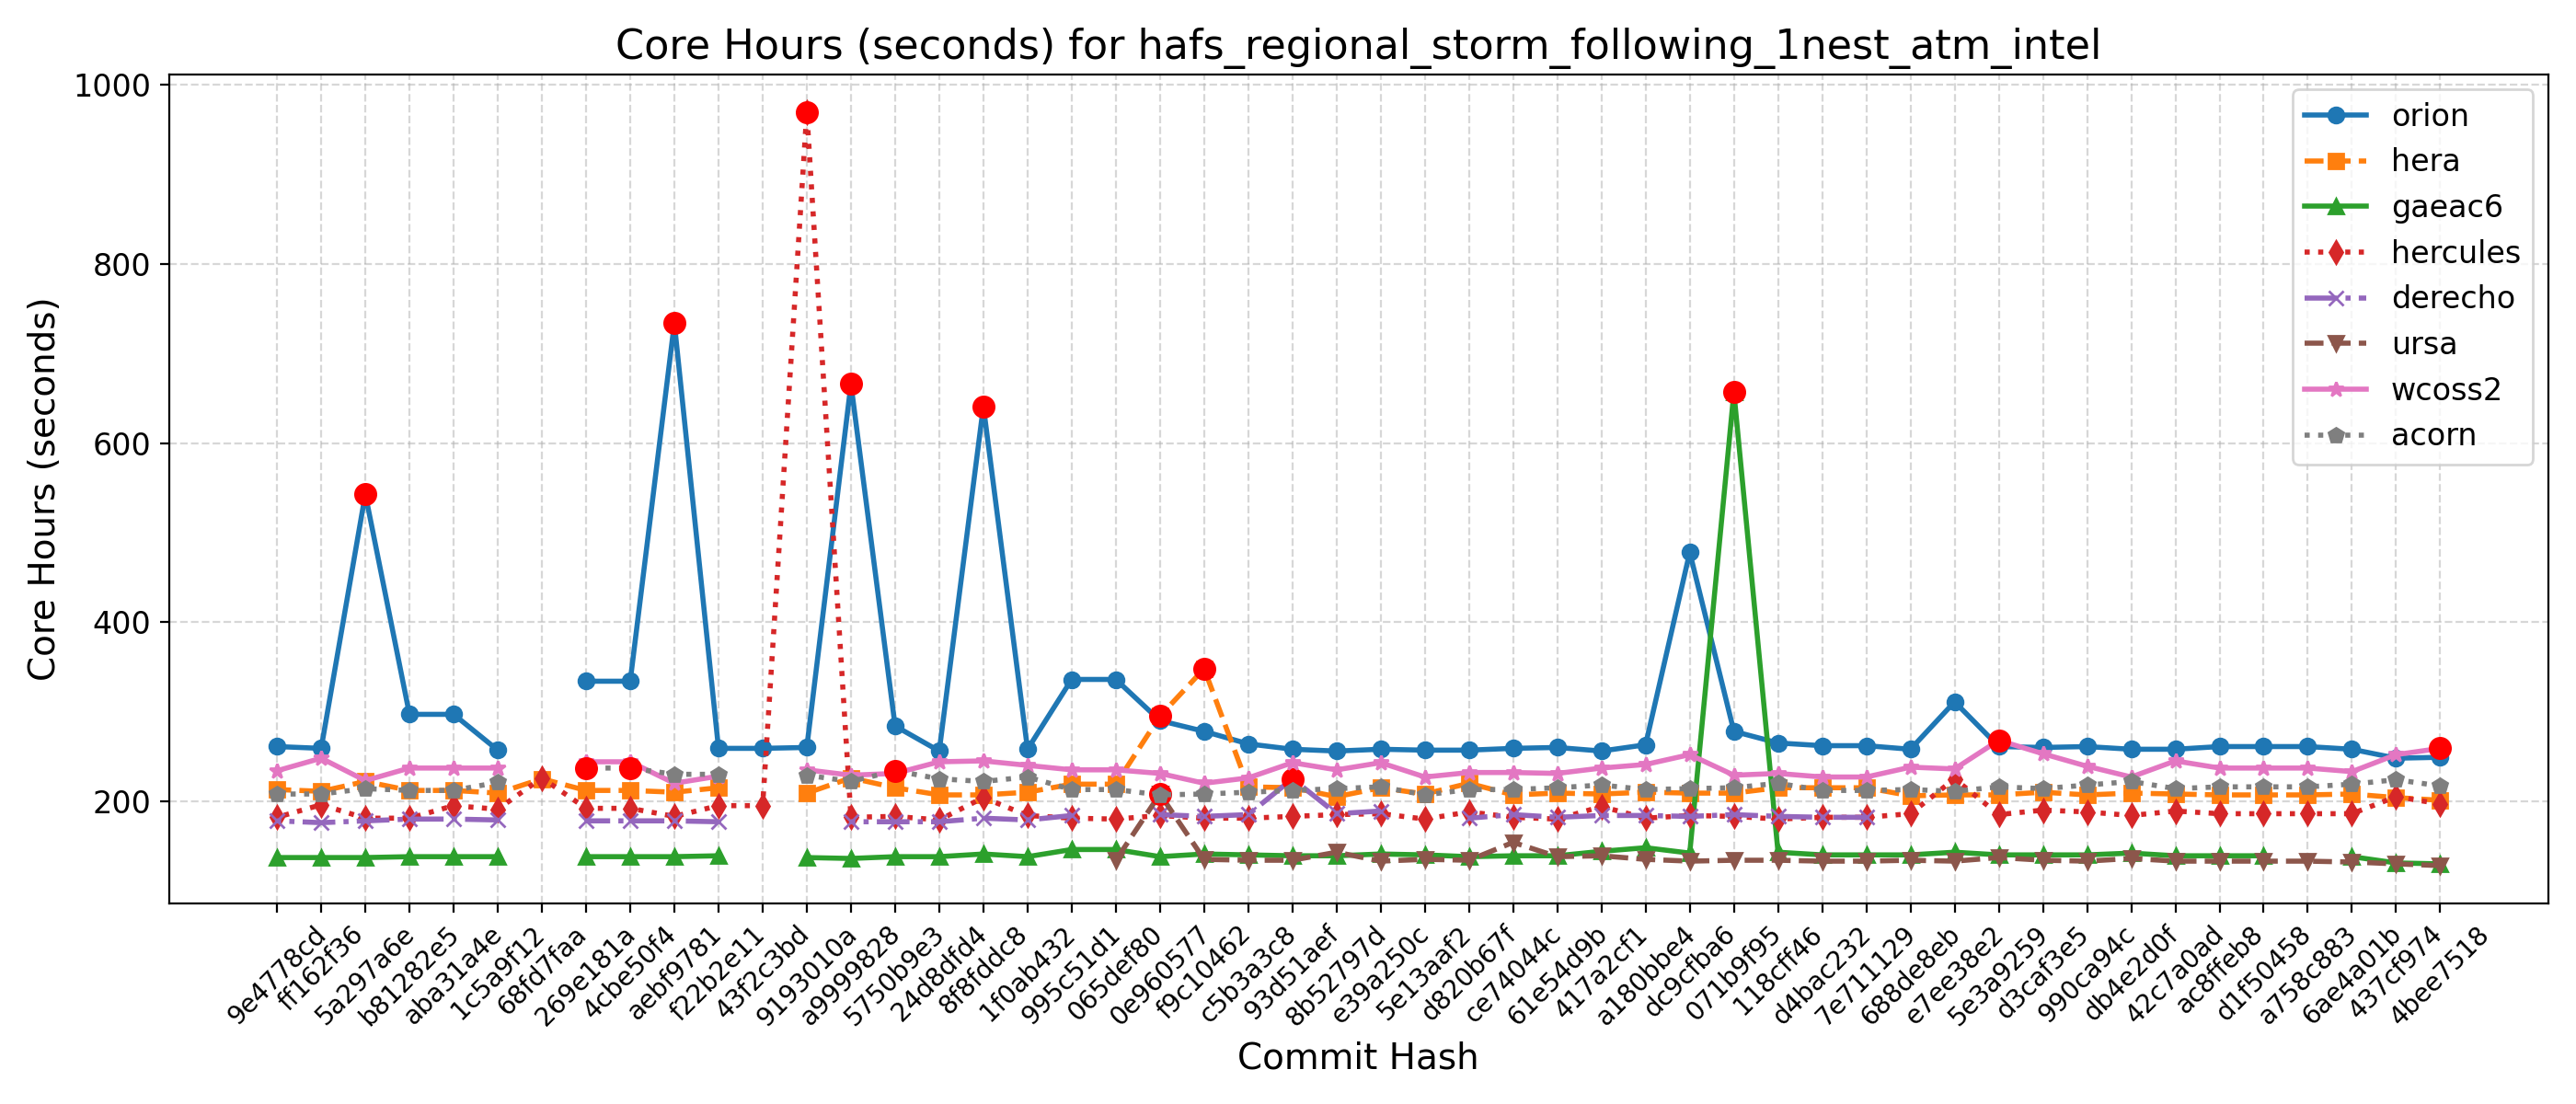 Core Hours (seconds) for hafs_regional_storm_following_1nest_atm_intel
Core Hours (seconds)
1000
800
600
400
200
orion
hera
gaeac6
hercules
derecho
ursa
wcoss2
acorn
9e4778cd
ff162f36
5a297a6e
b81282e5
aba31a4e
1c5a9f12
68fd7faa
269e181a
4cbe50f4
aebf9781
f22b2e11
43f2c3bd
9193010a
a9999828
5750b9e3
24d8dfd4
8f8fddc8
1f0ab432
995c51d1
065def80
0e960577
f9c10462
c5b3a3c8
93d51aef
8b52797d
e39a250c
5e13aaf2
d820b67f
ce74044c
61e54d9b
417a2cf1
a180bbe4
dc9cfba6
071b9f95
118cff46
d4bac232
7e711129
688de8eb
e7ee38e2
5e3a9259
d3caf3e5
990ca94c
db4e2d0f
42c7a0ad
ac8ffeb8
d1f50458
a758c883
6ae4a01b
437cf974
4bee7518
Commit Hash